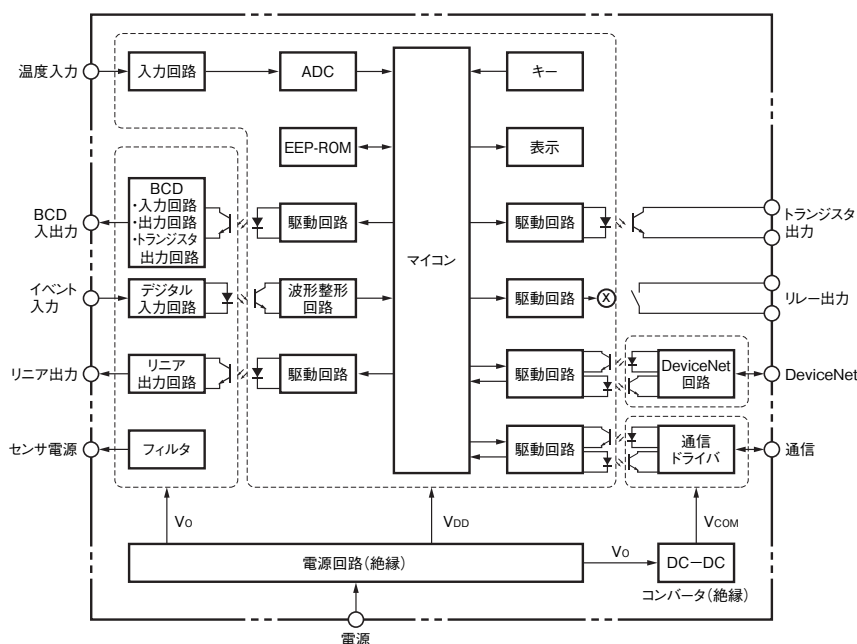 温度入力
入力回路
ADC
キー
EEP-ROM
表示
マイコン
BCD
入出力
BCD
・入力回路
・出力回路
・トランジスタ
出力回路
駆動回路
駆動回路
トランジスタ
出力
イベント
入力
デジタル
入力回路
波形整形
回路
駆動回路
X
リレー出力
リニア出力
リニア
出力回路
駆動回路
駆動回路
DeviceNet
回路
DeviceNet
センサ電源
フィルタ
駆動回路
通信
ドライバ
通信
VO
VDD
VCOM
電源回路(絶縁)
VO
DC−DC
コンバータ(絶縁)
電源